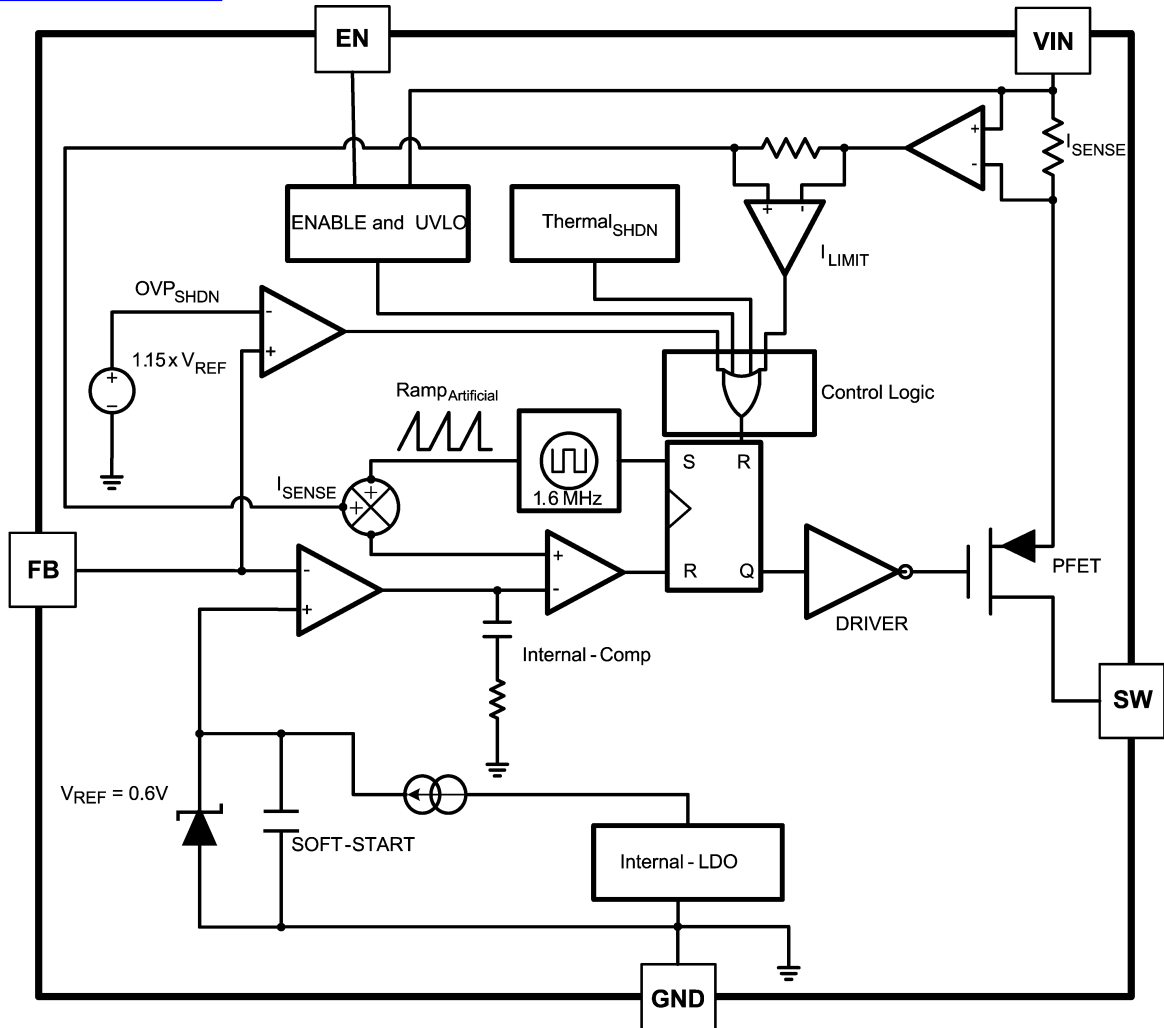 EN
VIN
+
-
ISENSE
ENABLE and UVLO
ThermalSHDN
+ -
ILIMIT
OVPSHDN
-
+
1.15 x VREF
+
−
Control Logic
RampArtificial
S R
1.6 MHz
ISENSE
+
+
FB
-
+
+
-
R Q
PFET
DRIVER
Internal - Comp
SW
VREF = 0.6V
SOFT-START
Internal - LDO
GND